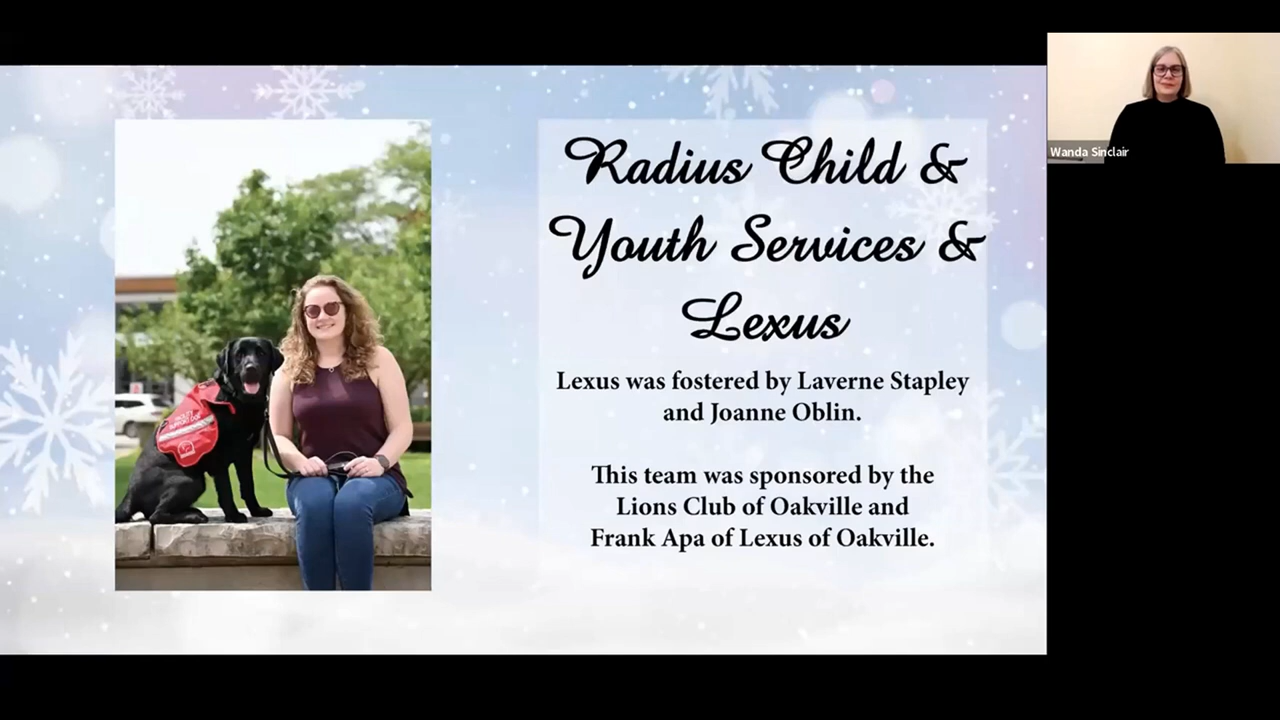 Radius Child &
Youth Services &
Lexus
Lexus was fostered by Laverne Stapley
and Joanne Oblin.
This team was sponsored by the
Lions Club of Oakville and
Frank Apa of Lexus of Oakville.
Wanda Sinclair